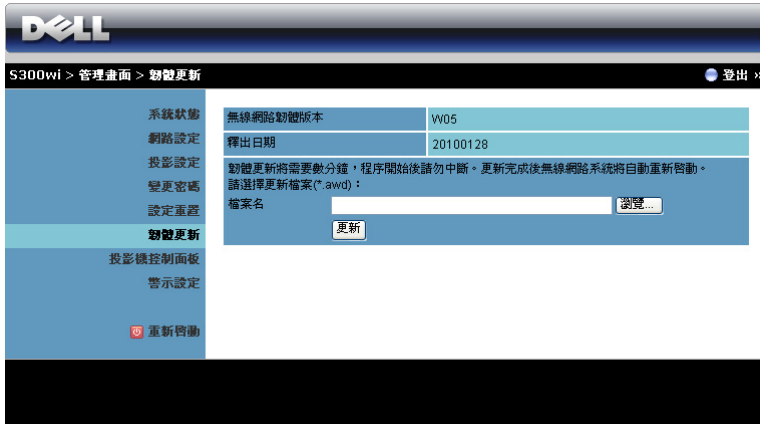 DELL
S300wi > 管理畫面 > 韌體更新
登出 »
系統狀態
網路設定
投影設定
變更密碼
設定重置
韌體更新
投影機控制面板
警示設定
重新啓動
無線網路韌體版本 W05
釋出日期 20100128
韌體更新將需要數分鐘，程序開始後請勿中斷。更新完成後無線網路系統將自動重新啓動。
請選擇更新檔案(*.awd)：
檔案名 瀏覽...
更新